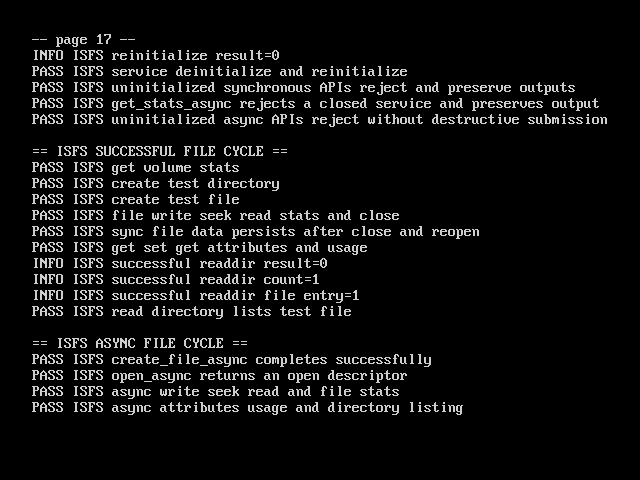 -- page 17 --
INFO ISFS reinitialize result=0
PASS ISFS service deinitialize and reinitialize
PASS ISFS uninitialized synchronous APIs reject and preserve outputs
PASS ISFS get_stats_async rejects a closed service and preserves output
PASS ISFS uninitialized async APIs reject without destructive submission
== ISFS SUCCESSFUL FILE CYCLE ==
PASS ISFS get volume stats
PASS ISFS create test directory
PASS ISFS create test file
PASS ISFS file write seek read stats and close
PASS ISFS sync file data persists after close and reopen
PASS ISFS get set get attributes and usage
INFO ISFS successful readdir result=0
INFO ISFS successful readdir count=1
INFO ISFS successful readdir file entry=1
PASS ISFS read directory lists test file
== ISFS ASYNC FILE CYCLE ==
PASS ISFS create_file_async completes successfully
PASS ISFS open_async returns an open descriptor
PASS ISFS async write seek read and file stats
PASS ISFS async attributes usage and directory listing